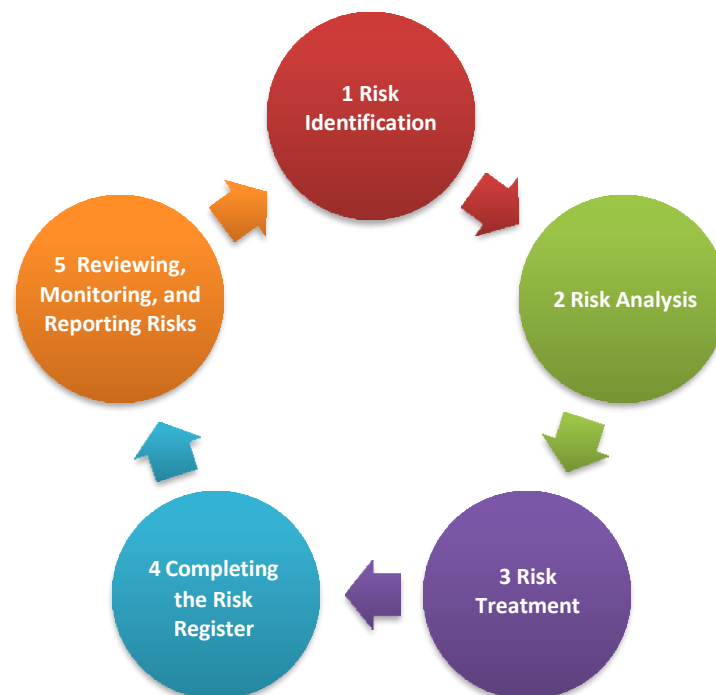 1 Risk
Identification
2 Risk Analysis
3 Risk
Treatment
4 Completing
the Risk
Register
5  Reviewing,
Monitoring, and
Reporting Risks